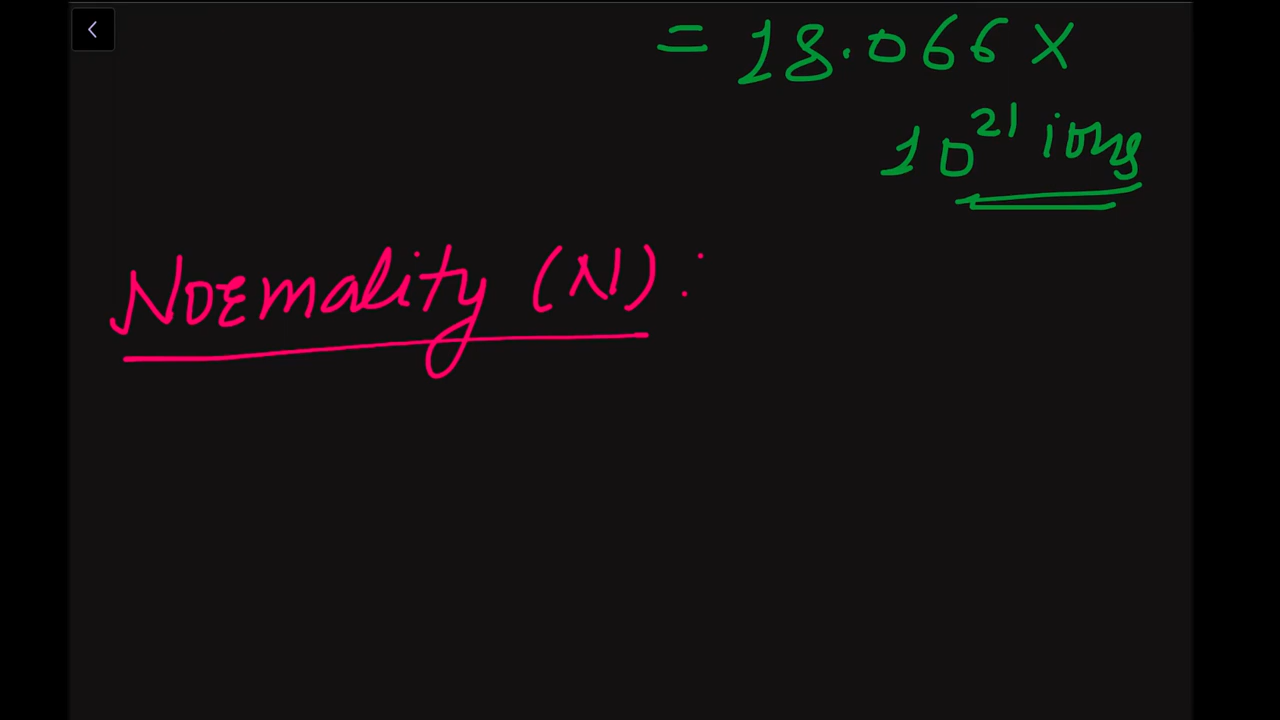 = 18.066 ×
10²¹ ions
Normality (N) :